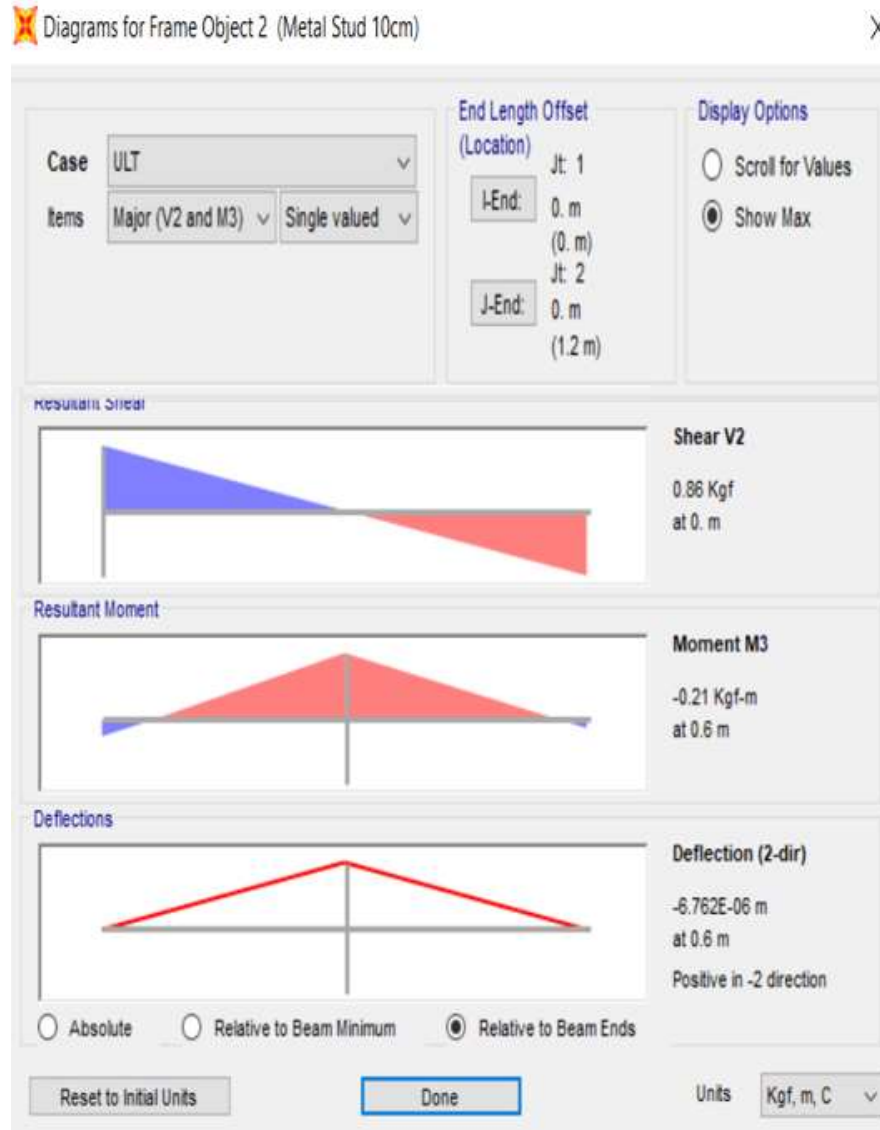 Diagrams for Frame Object 2 (Metal Stud 10cm)
Case ULT
Items Major (V2 and M3) Single valued
End Length Offset
(Location)
Jt: 1
I-End: 0. m
(0. m)
Jt: 2
J-End: 0. m
(1.2 m)
Display Options
Scroll for Values
Show Max
Resultant Shear
Shear V2
0.86 Kgf
at 0. m
Resultant Moment
Moment M3
-0.21 Kgf-m
at 0.6 m
Deflections
Deflection (2-dir)
-6.762E-06 m
at 0.6 m
Positive in -2 direction
Absolute Relative to Beam Minimum Relative to Beam Ends
Reset to Initial Units Done Units Kgf, m, C